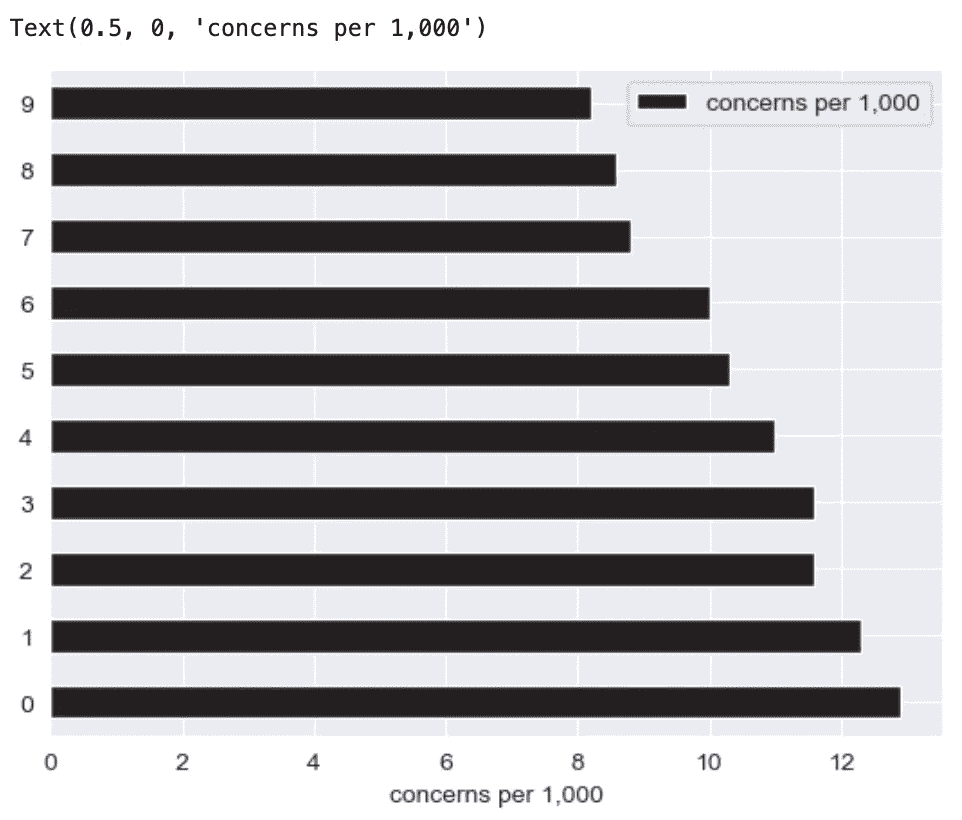 Text(0.5, 0, 'concerns per 1,000')
9
concerns per 1,000
8
7
6
5
4
3
2
1
0
0 2 4 6 8 10 12
concerns per 1,000